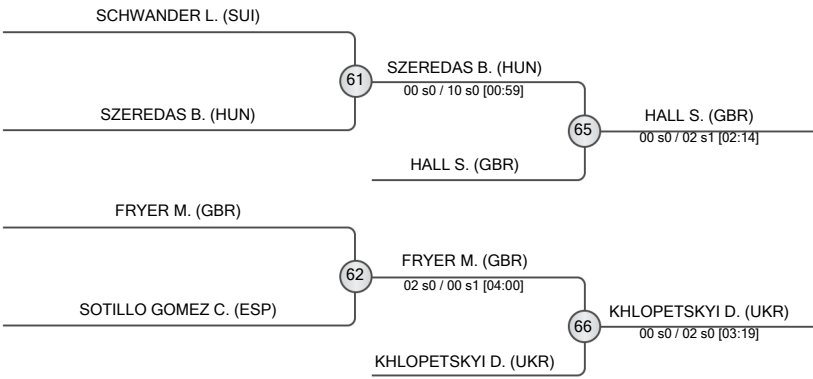 SCHWANDER L. (SUI)
61
SZEREDAS B. (HUN)
00 s0 / 10 s0 [00:59]
SZEREDAS B. (HUN)
65
HALL S. (GBR)
00 s0 / 02 s1 [02:14]
HALL S. (GBR)
FRYER M. (GBR)
62
FRYER M. (GBR)
02 s0 / 00 s1 [04:00]
SOTILLO GOMEZ C. (ESP)
66
KHLOPETSKYI D. (UKR)
00 s0 / 02 s0 [03:19]
KHLOPETSKYI D. (UKR)